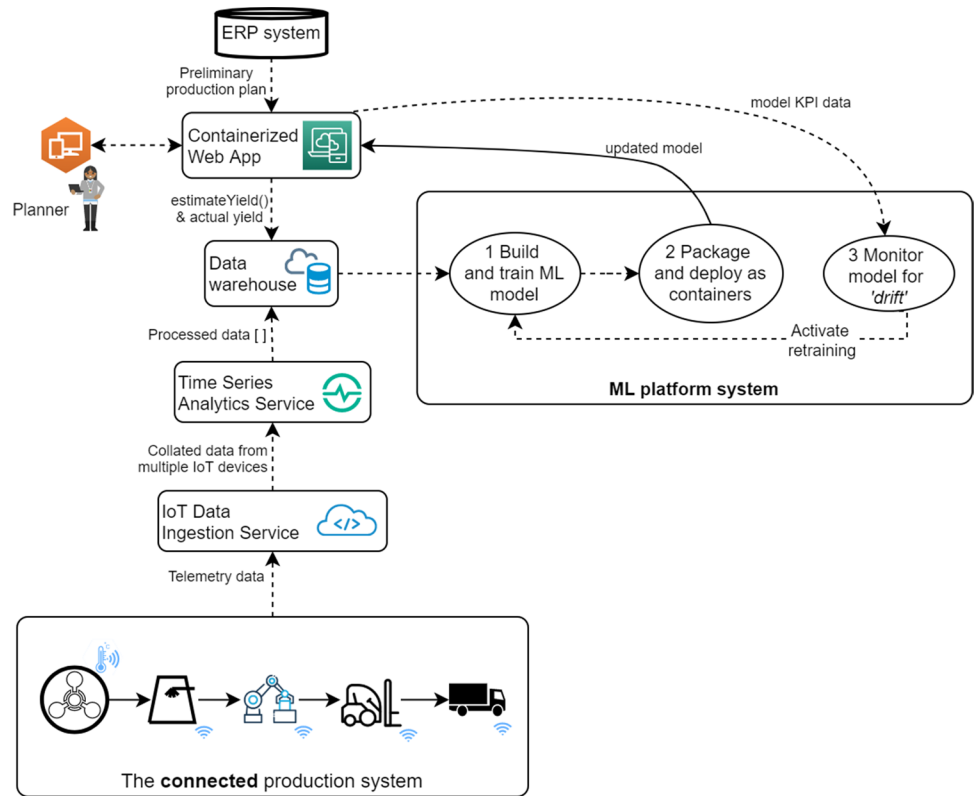 ERP system
Preliminary
production plan
model KPI data
Containerized
Web App
updated model
Planner
estimateYield()
& actual yield
Data
warehouse
1 Build
and train ML
model
2 Package
and deploy as
containers
3 Monitor
model for
'drift'
Processed data [ ]
Activate
retraining
Time Series
Analytics Service
ML platform system
Collated data from
multiple IoT devices
IoT Data
Ingestion Service
</>
Telemetry data
°C
The connected production system